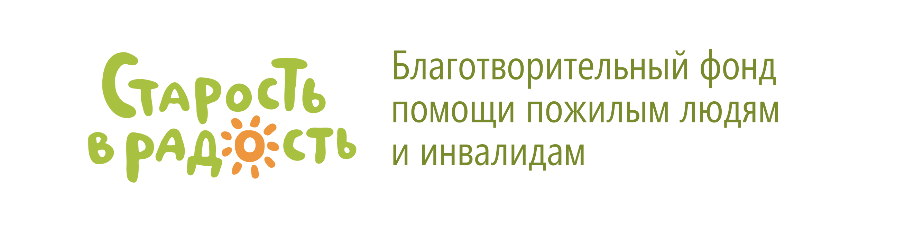 Старость
в радость
Благотворительный фонд
помощи пожилым людям
и инвалидам